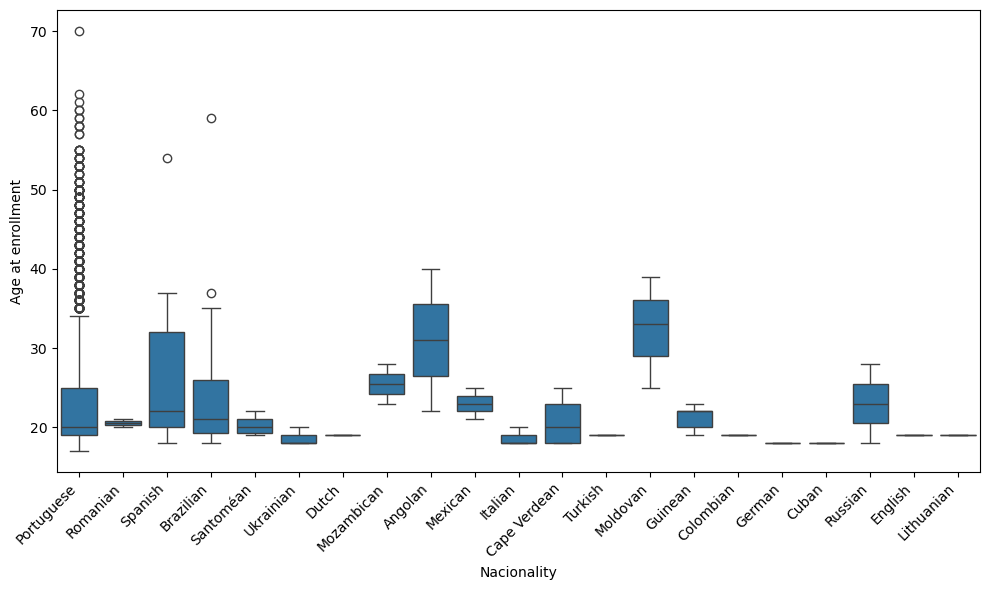 70
60
50
40
30
20
Age at enrollment
Portuguese
Romanian
Spanish
Brazilian
Santoméan
Ukrainian
Dutch
Mozambican
Angolan
Mexican
Italian
Cape Verdean
Turkish
Moldovan
Guinean
Colombian
German
Cuban
Russian
English
Lithuanian
Nacionality